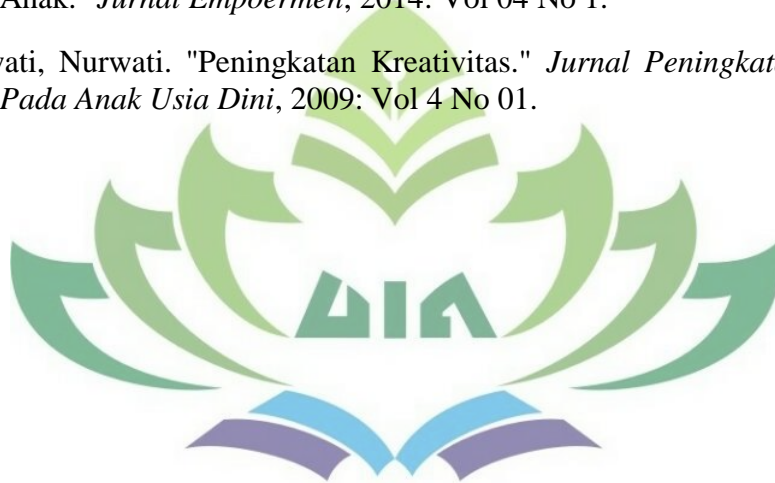 Anak." Jurnal Empoermen, 2014: Vol 04 No 1.
wati, Nurwati. "Peningkatan Kreativitas." Jurnal Peningkat
Pada Anak Usia Dini, 2009: Vol 4 No 01.
UIN